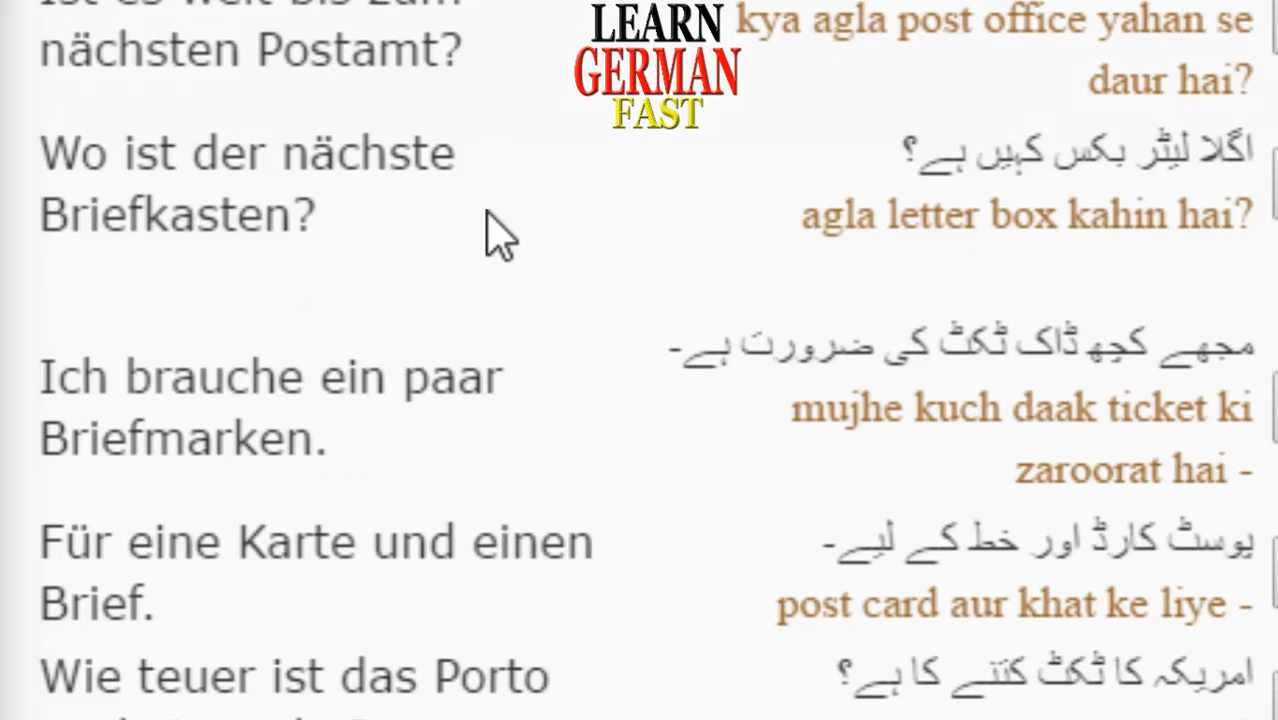 nächsten Postamt?
LEARN
GERMAN
FAST
kya agla post office yahan se
daur hai?
Wo ist der nächste
Briefkasten?
اگلا لیٹر بکس کہیں ہے؟
agla letter box kahin hai?
Ich brauche ein paar
Briefmarken.
مجھے کچھ ڈاک ٹکٹ کی ضرورت ہے-
mujhe kuch daak ticket ki
zaroorat hai -
Für eine Karte und einen
Brief.
پوسٹ کارڈ اور خط کے لیے-
post card aur khat ke liye -
Wie teuer ist das Porto
امریکہ کا ٹکٹ کتنے کا ہے؟